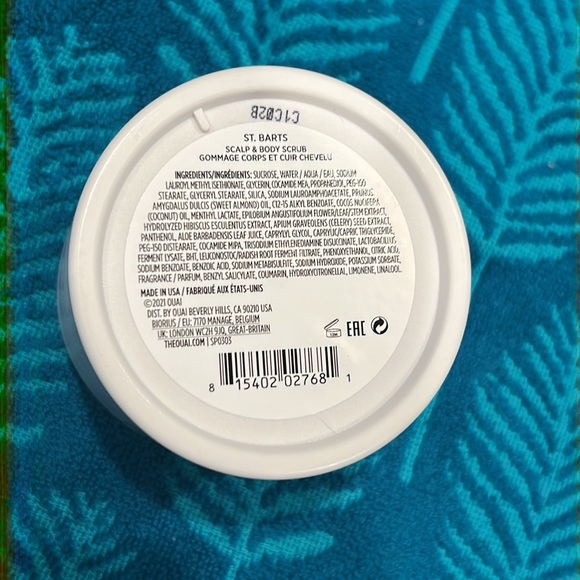 C1C02B
ST. BARTS
SCALP & BODY SCRUB
GOMMAGE CORPS ET CUIR CHEVELU
INGREDIENTS/INGRÉDIENTS: SUCROSE, WATER / AQUA / EAU, SODIUM
LAUROYL METHYL ISETHIONATE, GLYCERIN, COCAMIDE MEA, PROPANEDIOL, PEG-100
STEARATE, GLYCERYL STEARATE, SILICA, SODIUM LAUROAMPHOACETATE, PRUNUS
AMYGDALUS DULCIS (SWEET ALMOND) OIL, C12-15 ALKYL BENZOATE, COCOS NUCIFERA
(COCONUT) OIL, MENTHYL LACTATE, EPILOBIUM ANGUSTIFOLIUM FLOWER/LEAF/STEM EXTRACT,
HYDROLYZED HIBISCUS ESCULENTUS EXTRACT, APIUM GRAVEOLENS (CELERY) SEED EXTRACT,
PANTHENOL, ALOE BARBADENSIS LEAF JUICE, CAPRYLYL GLYCOL, CAPRYLIC/CAPRIC TRIGLYCERIDE,
PEG-150 DISTEARATE, COCAMIDE MIPA, TRISODIUM ETHYLENEDIAMINE DISUCCINATE, LACTOBACILLUS
FERMENT LYSATE, BHT, LEUCONOSTOC/RADISH ROOT FERMENT FILTRATE, PHENOXYETHANOL, CITRIC ACID,
SODIUM BENZOATE, BENZOIC ACID, SODIUM METABISULFITE, SODIUM HYDROXIDE, POTASSIUM SORBATE,
FRAGRANCE / PARFUM, BENZYL SALICYLATE, COUMARIN, HYDROXYCITRONELLAL, LIMONENE, LINALOOL.
MADE IN USA / FABRIQUÉ AUX ÉTATS-UNIS
©2021 OUAI
DIST. BY OUAI BEVERLY HILLS, CA 90210 USA
BIORIUS / EU: 7170 MANAGE, BELGIUM
UK: LONDON WC2H 9JQ, GREAT-BRITAIN
THEOUAI.COM | SP0303
EAC
8 15402 02768 1